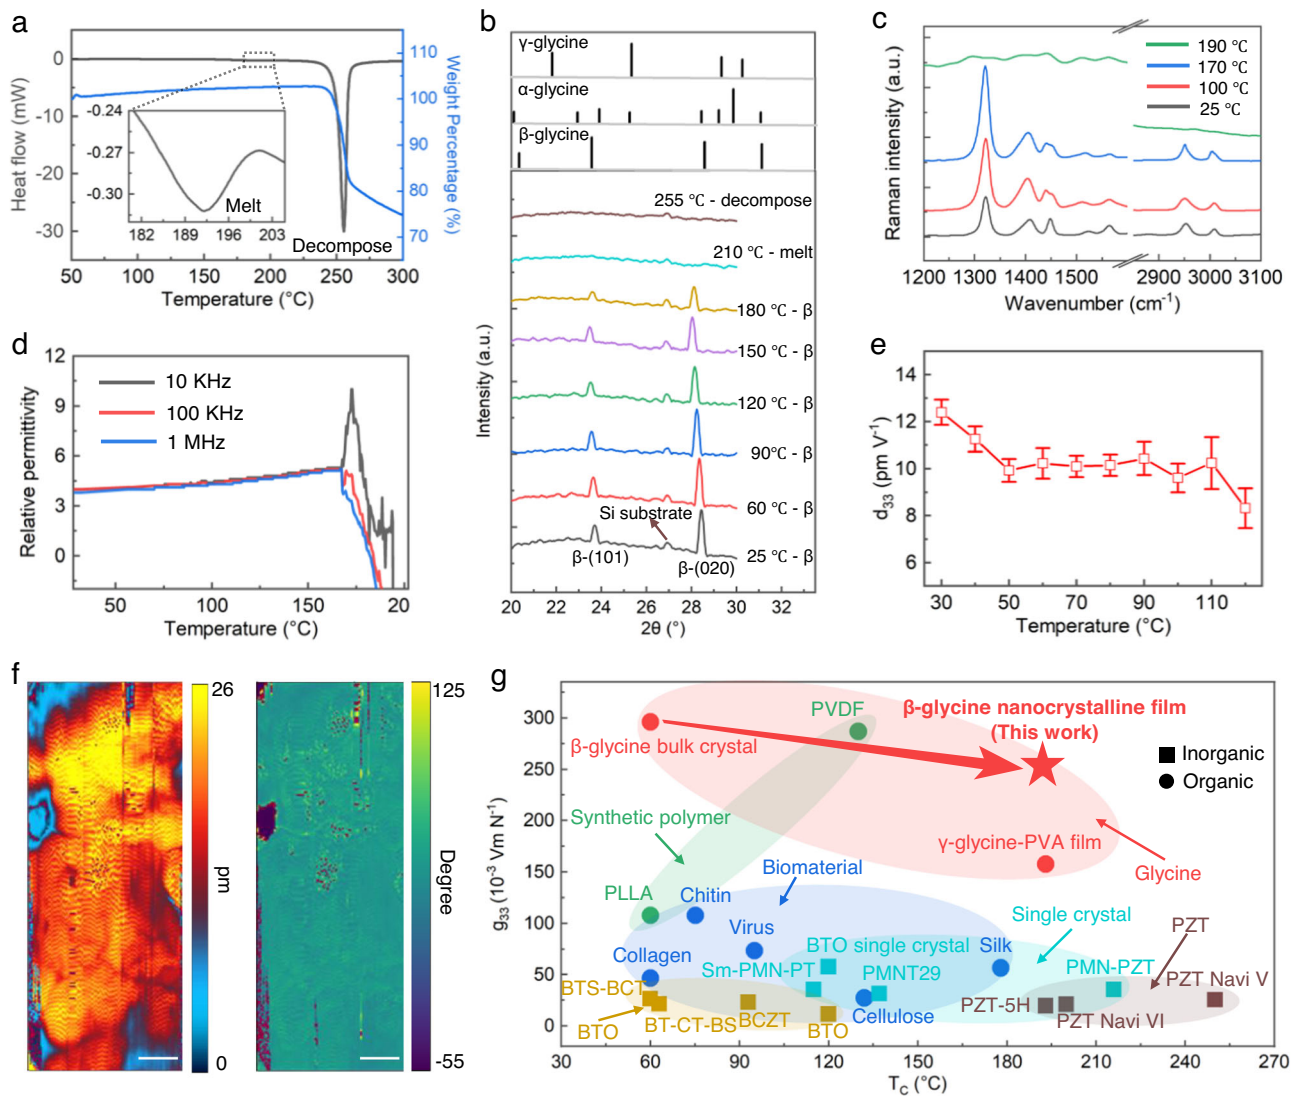 a
0
-10
-20
-30
Heat flow (mW)
-0.24
-0.27
-0.30
Melt
182 189 196 203
Decompose
110
100
90
80
70
Weight Percentage (%)
50 100 150 200 250 300
Temperature (°C)
b
γ-glycine
α-glycine
β-glycine
255 °C - decompose
210 °C - melt
180 °C - β
150 °C - β
120 °C - β
90°C - β
60 °C - β
Si substrate
25 °C - β
β-(101)
β-(020)
Intensity (a.u.)
20 22 24 26 28 30 32
2θ (°)
c
190 °C
170 °C
100 °C
25 °C
Raman intensity (a.u.)
1200 1300 1400 1500 2900 3000 3100
Wavenumber (cm-1)
d
12
9
6
3
0
10 KHz
100 KHz
1 MHz
Relative permittivity
50 100 150 20
Temperature (°C)
e
14
12
10
8
6
d33 (pm V-1)
30 50 70 90 110
Temperature (°C)
f
26
pm
0
125
Degree
-55
g
300
250
200
150
100
50
0
g33 (10-3 Vm N-1)
PVDF
β-glycine nanocrystalline film
(This work)
β-glycine bulk crystal
Inorganic
Organic
Synthetic polymer
γ-glycine-PVA film
Biomaterial
Glycine
PLLA
Chitin
Single crystal
Virus
PZT
BTO single crystal
Silk
Collagen
Sm-PMN-PT
PMNT29
PMN-PZT
PZT Navi V
BTS-BCT
PZT-5H
BTO
BT-CT-BS
BCZT
BTO
Cellulose
PZT Navi VI
60 90 120 150 180 210 240 270
TC (°C)